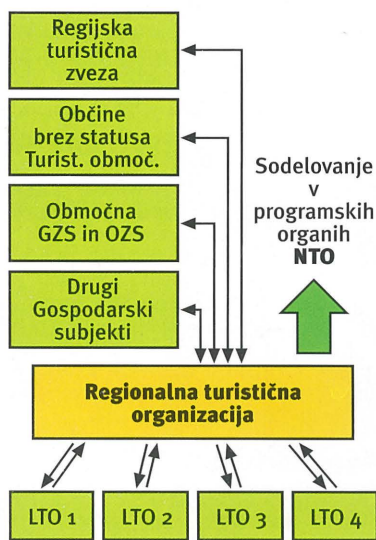 Regijska
turistična
zveza
Občine
brez statusa
Turist. območ.
Območna
GZS in OZS
Drugi
Gospodarski
subjekti
Sodelovanje
v
programskih
organih
NTO
Regionalna turistična
organizacija
LTO 1
LTO 2
LTO 3
LTO 4